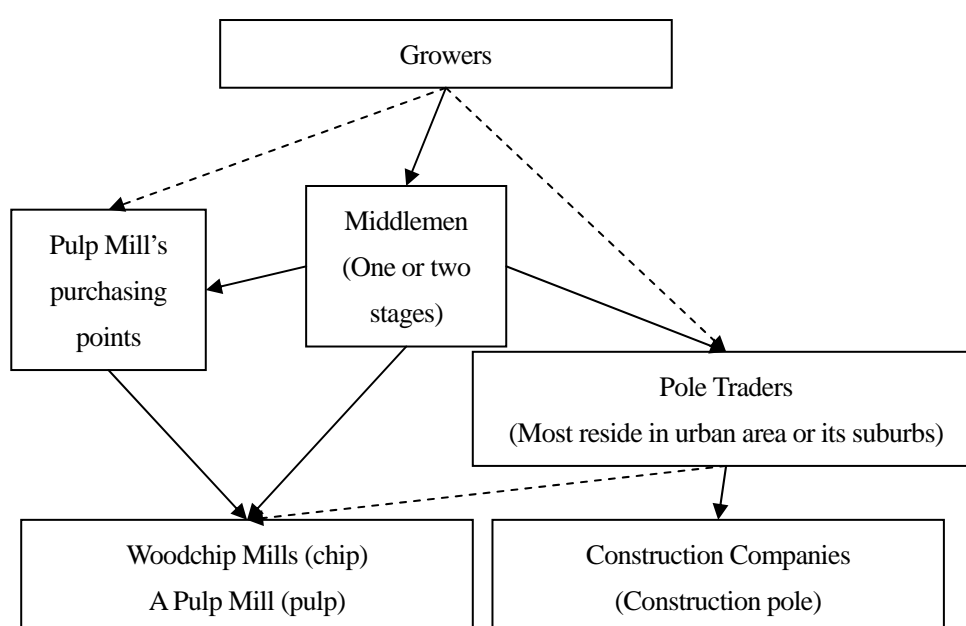 Growers
Middlemen
(One or two
stages)
Pulp Mill’s
purchasing
points
Pole Traders
(Most reside in urban area or its suburbs)
Woodchip Mills (chip)
A Pulp Mill (pulp)
Construction Companies
(Construction pole)